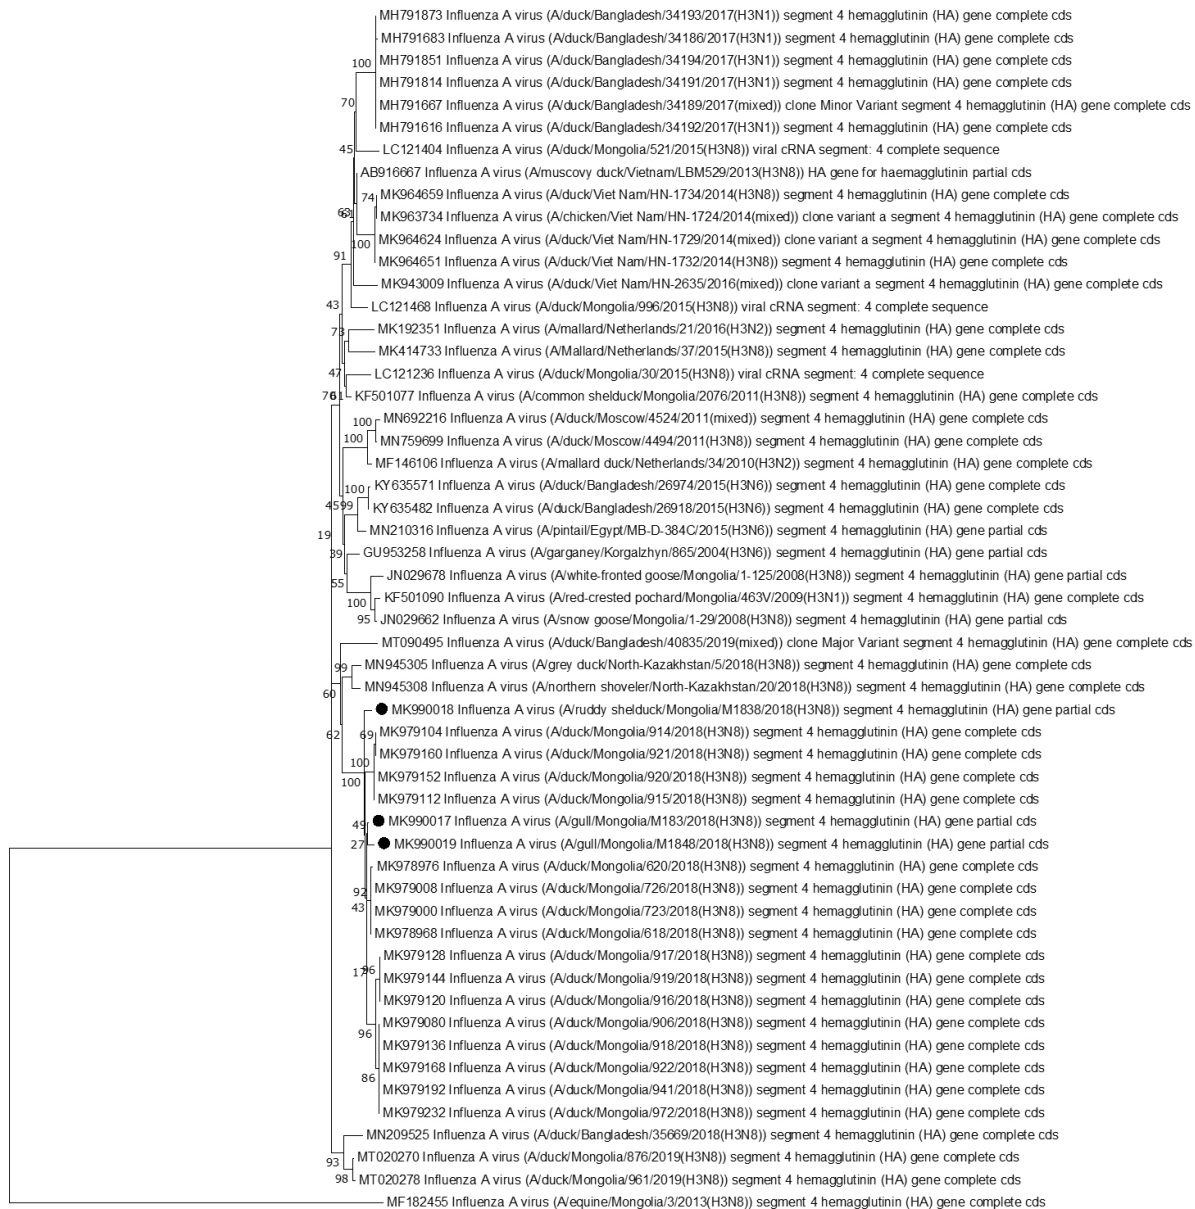 MH791873 Influenza A virus (A/duck/Bangladesh/34193/2017(H3N1)) segment 4 hemagglutinin (HA) gene complete cds
MH791683 Influenza A virus (A/duck/Bangladesh/34186/2017(H3N1)) segment 4 hemagglutinin (HA) gene complete cds
MH791851 Influenza A virus (A/duck/Bangladesh/34194/2017(H3N1)) segment 4 hemagglutinin (HA) gene complete cds
100
MH791814 Influenza A virus (A/duck/Bangladesh/34191/2017(H3N1)) segment 4 hemagglutinin (HA) gene complete cds
70
MH791667 Influenza A virus (A/duck/Bangladesh/34189/2017(mixed)) clone Minor Variant segment 4 hemagglutinin (HA) gene complete cds
MH791616 Influenza A virus (A/duck/Bangladesh/34192/2017(H3N1)) segment 4 hemagglutinin (HA) gene complete cds
45
LC121404 Influenza A virus (A/duck/Mongolia/521/2015(H3N8)) viral cRNA segment: 4 complete sequence
AB916667 Influenza A virus (A/muscovy duck/Vietnam/LBM529/2013(H3N8)) HA gene for haemagglutinin partial cds
74
MK964659 Influenza A virus (A/duck/Viet Nam/HN-1734/2014(H3N8)) segment 4 hemagglutinin (HA) gene complete cds
MK963734 Influenza A virus (A/chicken/Viet Nam/HN-1724/2014(mixed)) clone variant a segment 4 hemagglutinin (HA) gene complete cds
100
MK964624 Influenza A virus (A/duck/Viet Nam/HN-1729/2014(mixed)) clone variant a segment 4 hemagglutinin (HA) gene complete cds
91
MK964651 Influenza A virus (A/duck/Viet Nam/HN-1732/2014(H3N8)) segment 4 hemagglutinin (HA) gene complete cds
MK943009 Influenza A virus (A/duck/Viet Nam/HN-2635/2016(mixed)) clone variant a segment 4 hemagglutinin (HA) gene complete cds
43
LC121468 Influenza A virus (A/duck/Mongolia/996/2015(H3N8)) viral cRNA segment: 4 complete sequence
73
MK192351 Influenza A virus (A/mallard/Netherlands/21/2016(H3N2)) segment 4 hemagglutinin (HA) gene complete cds
MK414733 Influenza A virus (A/Mallard/Netherlands/37/2015(H3N8)) segment 4 hemagglutinin (HA) gene complete cds
47
LC121236 Influenza A virus (A/duck/Mongolia/30/2015(H3N8)) viral cRNA segment: 4 complete sequence
KF501077 Influenza A virus (A/common shelduck/Mongolia/2076/2011(H3N8)) segment 4 hemagglutinin (HA) gene complete cds
100
MN692216 Influenza A virus (A/duck/Moscow/4524/2011(mixed)) segment 4 hemagglutinin (HA) gene complete cds
100
MN759699 Influenza A virus (A/duck/Moscow/4494/2011(H3N8)) segment 4 hemagglutinin (HA) gene complete cds
MF146106 Influenza A virus (A/mallard duck/Netherlands/34/2010(H3N2)) segment 4 hemagglutinin (HA) gene complete cds
100
KY635571 Influenza A virus (A/duck/Bangladesh/26974/2015(H3N6)) segment 4 hemagglutinin (HA) gene complete cds
45 99
KY635482 Influenza A virus (A/duck/Bangladesh/26918/2015(H3N6)) segment 4 hemagglutinin (HA) gene complete cds
19
MN210316 Influenza A virus (A/pintail/Egypt/MB-D-384C/2015(H3N6)) segment 4 hemagglutinin (HA) gene partial cds
39
GU953258 Influenza A virus (A/garganey/Korgalzhyn/865/2004(H3N6)) segment 4 hemagglutinin (HA) gene partial cds
55
JN029678 Influenza A virus (A/white-fronted goose/Mongolia/1-125/2008(H3N8)) segment 4 hemagglutinin (HA) gene partial cds
100
KF501090 Influenza A virus (A/red-crested pochard/Mongolia/463V/2009(H3N1)) segment 4 hemagglutinin (HA) gene complete cds
95
JN029662 Influenza A virus (A/snow goose/Mongolia/1-29/2008(H3N8)) segment 4 hemagglutinin (HA) gene partial cds
MT090495 Influenza A virus (A/duck/Bangladesh/40835/2019(mixed)) clone Major Variant segment 4 hemagglutinin (HA) gene complete cds
99
MN945305 Influenza A virus (A/grey duck/North-Kazakhstan/5/2018(H3N8)) segment 4 hemagglutinin (HA) gene complete cds
60
MN945308 Influenza A virus (A/northern shoveler/North-Kazakhstan/20/2018(H3N8)) segment 4 hemagglutinin (HA) gene complete cds
MK990018 Influenza A virus (A/ruddy shelduck/Mongolia/M1838/2018(H3N8)) segment 4 hemagglutinin (HA) gene partial cds
62 69
MK979104 Influenza A virus (A/duck/Mongolia/914/2018(H3N8)) segment 4 hemagglutinin (HA) gene complete cds
MK979160 Influenza A virus (A/duck/Mongolia/921/2018(H3N8)) segment 4 hemagglutinin (HA) gene complete cds
100
MK979152 Influenza A virus (A/duck/Mongolia/920/2018(H3N8)) segment 4 hemagglutinin (HA) gene complete cds
100
MK979112 Influenza A virus (A/duck/Mongolia/915/2018(H3N8)) segment 4 hemagglutinin (HA) gene complete cds
49
MK990017 Influenza A virus (A/gull/Mongolia/M183/2018(H3N8)) segment 4 hemagglutinin (HA) gene partial cds
27
MK990019 Influenza A virus (A/gull/Mongolia/M1848/2018(H3N8)) segment 4 hemagglutinin (HA) gene partial cds
MK978976 Influenza A virus (A/duck/Mongolia/620/2018(H3N8)) segment 4 hemagglutinin (HA) gene complete cds
92
MK979008 Influenza A virus (A/duck/Mongolia/726/2018(H3N8)) segment 4 hemagglutinin (HA) gene complete cds
43
MK979000 Influenza A virus (A/duck/Mongolia/723/2018(H3N8)) segment 4 hemagglutinin (HA) gene complete cds
MK978968 Influenza A virus (A/duck/Mongolia/618/2018(H3N8)) segment 4 hemagglutinin (HA) gene complete cds
MK979128 Influenza A virus (A/duck/Mongolia/917/2018(H3N8)) segment 4 hemagglutinin (HA) gene complete cds
17 96
MK979144 Influenza A virus (A/duck/Mongolia/919/2018(H3N8)) segment 4 hemagglutinin (HA) gene complete cds
MK979120 Influenza A virus (A/duck/Mongolia/916/2018(H3N8)) segment 4 hemagglutinin (HA) gene complete cds
MK979080 Influenza A virus (A/duck/Mongolia/906/2018(H3N8)) segment 4 hemagglutinin (HA) gene complete cds
96
MK979136 Influenza A virus (A/duck/Mongolia/918/2018(H3N8)) segment 4 hemagglutinin (HA) gene complete cds
MK979168 Influenza A virus (A/duck/Mongolia/922/2018(H3N8)) segment 4 hemagglutinin (HA) gene complete cds
86
MK979192 Influenza A virus (A/duck/Mongolia/941/2018(H3N8)) segment 4 hemagglutinin (HA) gene complete cds
MK979232 Influenza A virus (A/duck/Mongolia/972/2018(H3N8)) segment 4 hemagglutinin (HA) gene complete cds
MN209525 Influenza A virus (A/duck/Bangladesh/35669/2018(H3N8)) segment 4 hemagglutinin (HA) gene complete cds
93
MT020270 Influenza A virus (A/duck/Mongolia/876/2019(H3N8)) segment 4 hemagglutinin (HA) gene complete cds
98
MT020278 Influenza A virus (A/duck/Mongolia/961/2019(H3N8)) segment 4 hemagglutinin (HA) gene complete cds
MF182455 Influenza A virus (A/equine/Mongolia/3/2013(H3N8)) segment 4 hemagglutinin (HA) gene complete cds